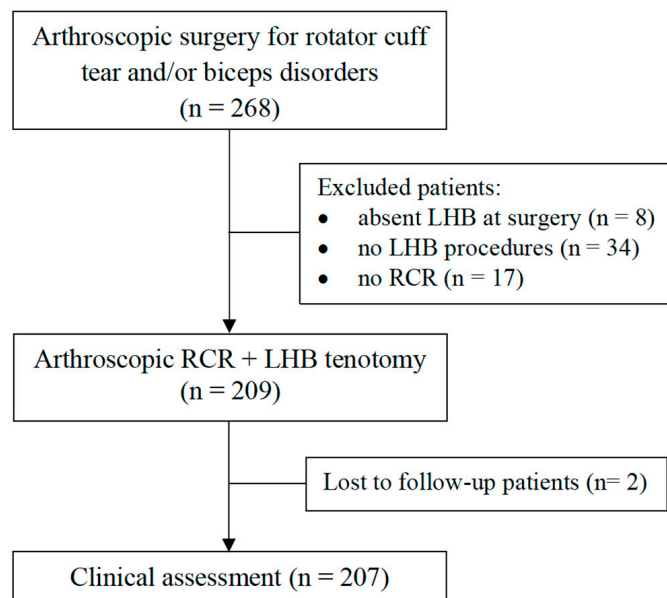 Arthroscopic surgery for rotator cuff
tear and/or biceps disorders
(n = 268)
Excluded patients:
• absent LHB at surgery (n = 8)
• no LHB procedures (n = 34)
• no RCR (n = 17)
Arthroscopic RCR + LHB tenotomy
(n = 209)
Lost to follow-up patients (n= 2)
Clinical assessment (n = 207)